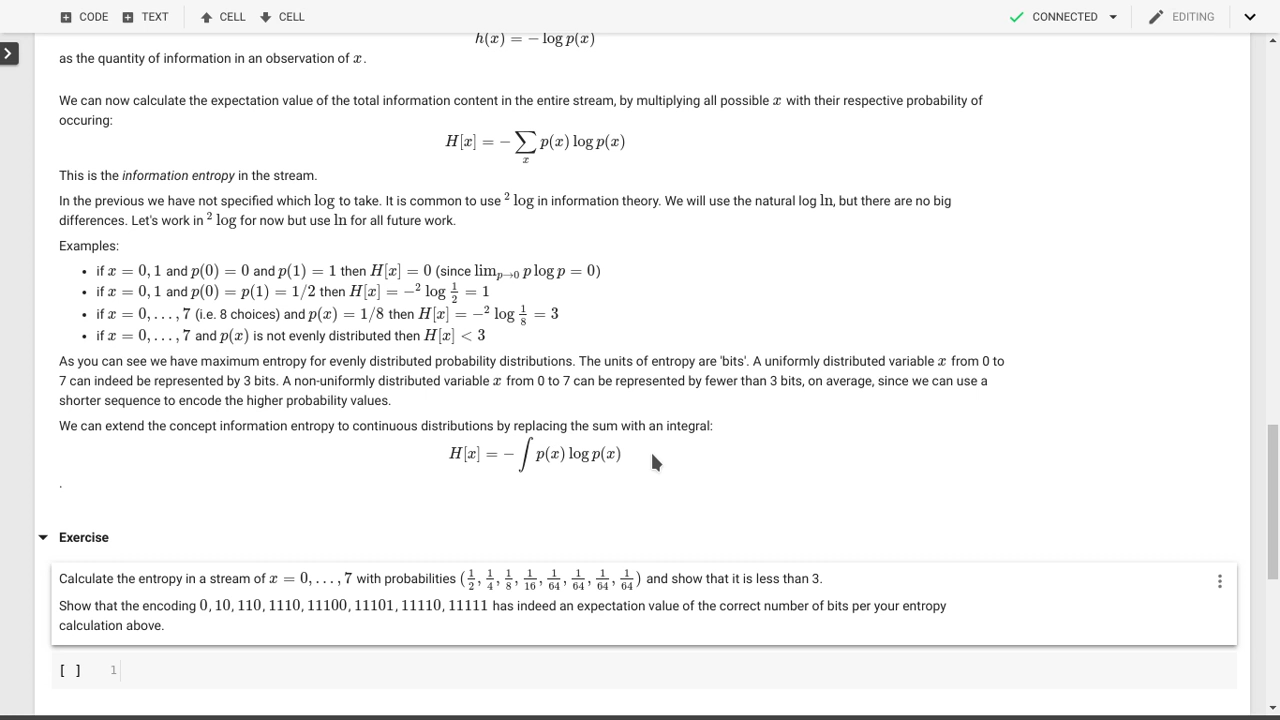 CODE TEXT CELL CELL CONNECTED EDITING
h(x) = − log p(x)
as the quantity of information in an observation of x.
We can now calculate the expectation value of the total information content in the entire stream, by multiplying all possible x with their respective probability of
occuring:
H[x] = − ∑ₓ p(x) log p(x)
This is the information entropy in the stream.
In the previous we have not specified which log to take. It is common to use ² log in information theory. We will use the natural log ln, but there are no big
differences. Let's work in ² log for now but use ln for all future work.
Examples:
• if x = 0, 1 and p(0) = 0 and p(1) = 1 then H[x] = 0 (since lim p→0 p log p = 0)
• if x = 0, 1 and p(0) = p(1) = 1/2 then H[x] = −² log 1/2 = 1
• if x = 0, . . . , 7 (i.e. 8 choices) and p(x) = 1/8 then H[x] = −² log 1/8 = 3
• if x = 0, . . . , 7 and p(x) is not evenly distributed then H[x] < 3
As you can see we have maximum entropy for evenly distributed probability distributions. The units of entropy are 'bits'. A uniformly distributed variable x from 0 to
7 can indeed be represented by 3 bits. A non-uniformly distributed variable x from 0 to 7 can be represented by fewer than 3 bits, on average, since we can use a
shorter sequence to encode the higher probability values.
We can extend the concept information entropy to continuous distributions by replacing the sum with an integral:
H[x] = − ∫ p(x) log p(x)
.
Exercise
Calculate the entropy in a stream of x = 0, . . . , 7 with probabilities (1/2, 1/4, 1/8, 1/16, 1/64, 1/64, 1/64, 1/64) and show that it is less than 3.
Show that the encoding 0, 10, 110, 1110, 11100, 11101, 11110, 11111 has indeed an expectation value of the correct number of bits per your entropy
calculation above.
[ ] 1